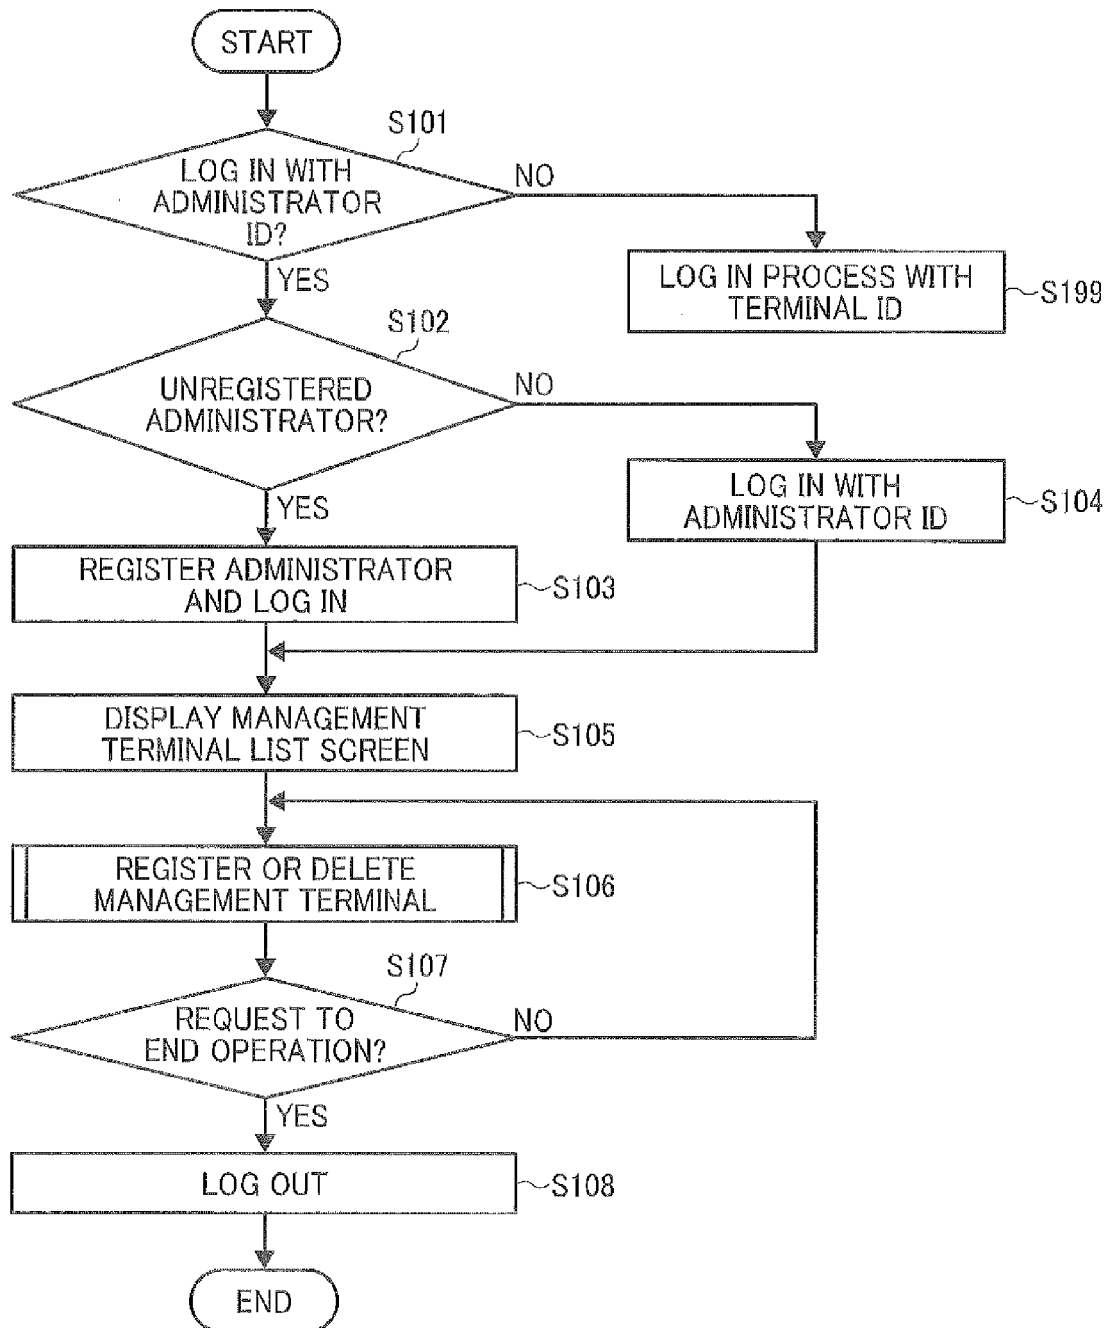 START
S101
LOG IN WITH
ADMINISTRATOR
ID?
NO
YES
LOG IN PROCESS WITH
TERMINAL ID
S199
S102
UNREGISTERED
ADMINISTRATOR?
NO
YES
LOG IN WITH
ADMINISTRATOR ID
S104
REGISTER ADMINISTRATOR
AND LOG IN
S103
DISPLAY MANAGEMENT
TERMINAL LIST SCREEN
S105
REGISTER OR DELETE
MANAGEMENT TERMINAL
S106
S107
REQUEST TO
END OPERATION?
NO
YES
LOG OUT
S108
END